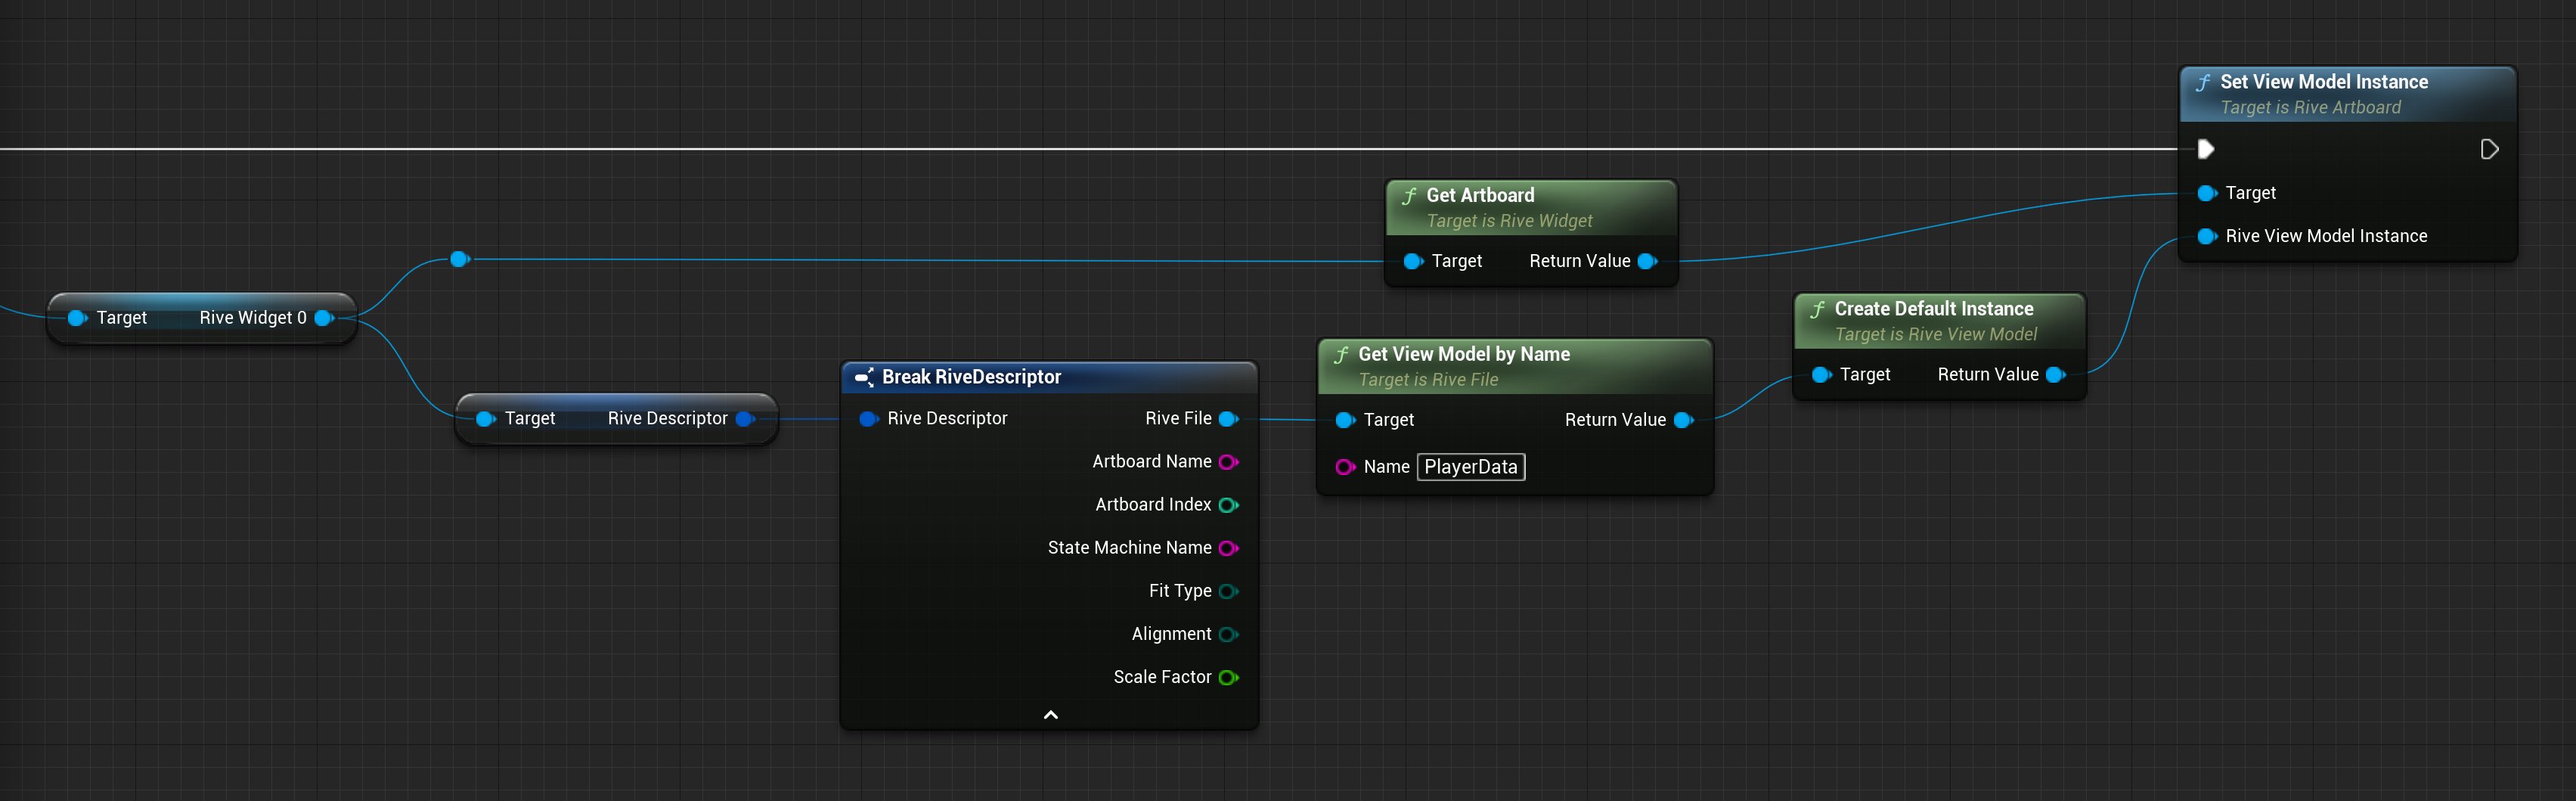 Set View Model Instance
Target is Rive Artboard
Target
Rive View Model Instance
Get Artboard
Target is Rive Widget
Target Return Value
Target Rive Widget 0
Create Default Instance
Target is Rive View Model
Target Return Value
Get View Model by Name
Target is Rive File
Target Return Value
Name PlayerData
Break RiveDescriptor
Rive Descriptor Rive File
Artboard Name
Artboard Index
State Machine Name
Fit Type
Alignment
Scale Factor
Target Rive Descriptor